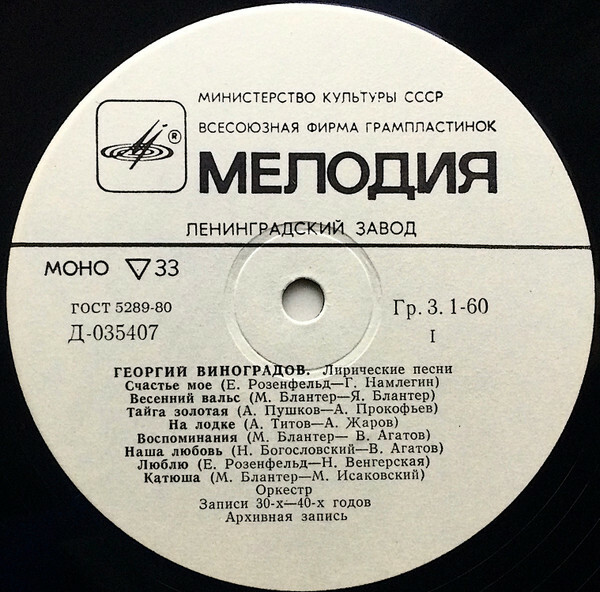 МИНИСТЕРСТВО КУЛЬТУРЫ СССР
ВСЕСОЮЗНАЯ ФИРМА ГРАМПЛАСТИНОК
®
МЕЛОДИЯ
ЛЕНИНГРАДСКИЙ ЗАВОД
МОНО ▽ 33
ГОСТ 5289-80
Гр. 3. 1-60
Д-035407
I
ГЕОРГИЙ ВИНОГРАДОВ. Лирические песни
Счастье мое (Е. Розенфельд—Г. Намлегин)
Весенний вальс (М. Блантер—Я. Блантер)
Тайга золотая (А. Пушков—А. Прокофьев)
На лодке (А. Титов—А. Жаров)
Воспоминания (М. Блантер— В. Агатов)
Наша любовь (Н. Богословский—В. Агатов)
Люблю (Е. Розенфельд—Н. Венгерская)
Катюша (М. Блантер—М. Исаковский)
Оркестр
Записи 30-х—40-х годов
Архивная запись